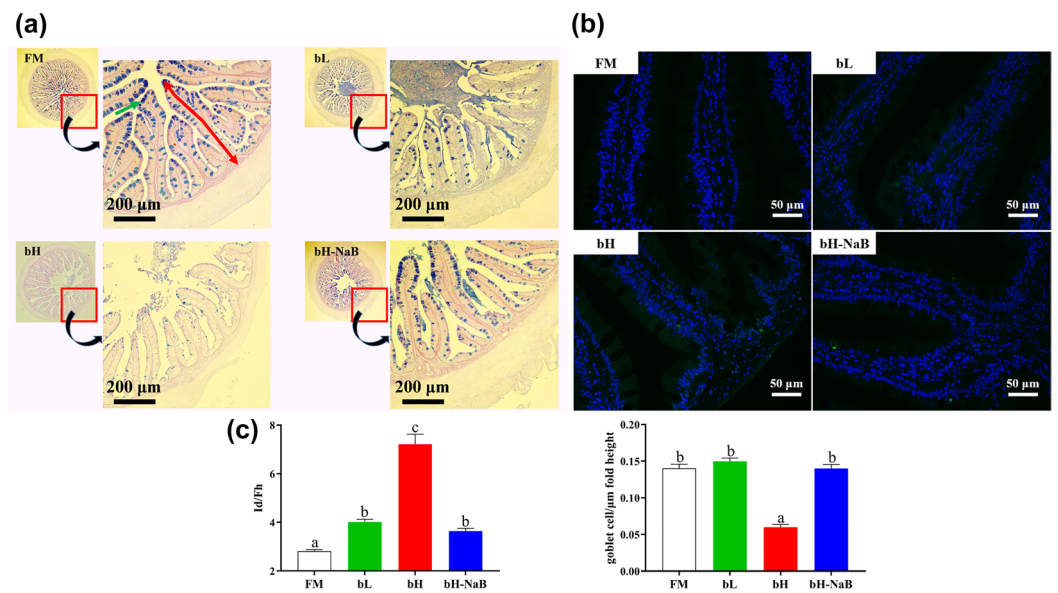 (a)
FM
200 µm
bL
200 µm
bH
200 µm
bH-NaB
200 µm
(b)
FM
50 µm
bL
50 µm
bH
50 µm
bH-NaB
50 µm
(c)
Id/Fh
8
6
4
2
a
b
c
b
FM
bL
bH
bH-NaB
goblet cell/µm fold height
0.20
0.15
0.10
0.05
0.00
b
b
a
b
FM
bL
bH
bH-NaB